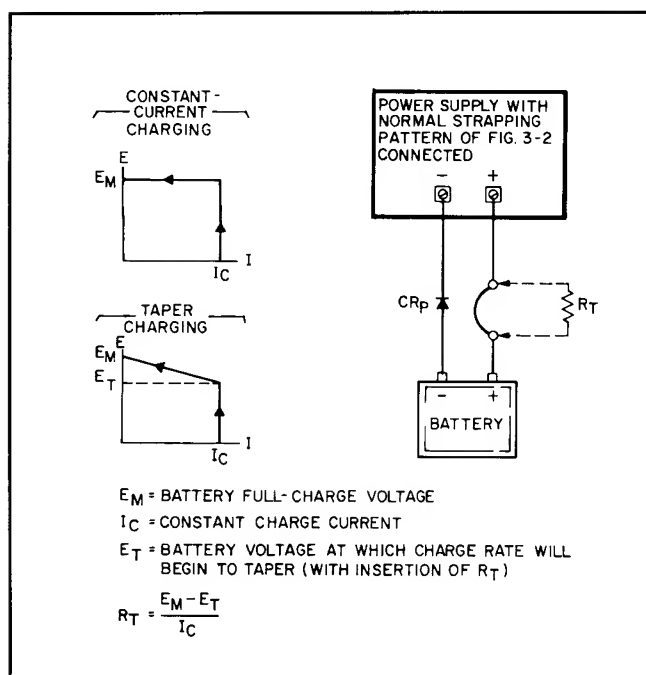 CONSTANT-
CURRENT
CHARGING
E
EM
IC
I
TAPER
CHARGING
E
EM
ET
IC
I
POWER SUPPLY WITH
NORMAL STRAPPING
PATTERN OF FIG. 3-2
CONNECTED
- +
CRP
RT
- +
BATTERY
EM = BATTERY FULL-CHARGE VOLTAGE
IC = CONSTANT CHARGE CURRENT
ET = BATTERY VOLTAGE AT WHICH CHARGE RATE WILL
BEGIN TO TAPER (WITH INSERTION OF RT)
RT = EM - ET
IC